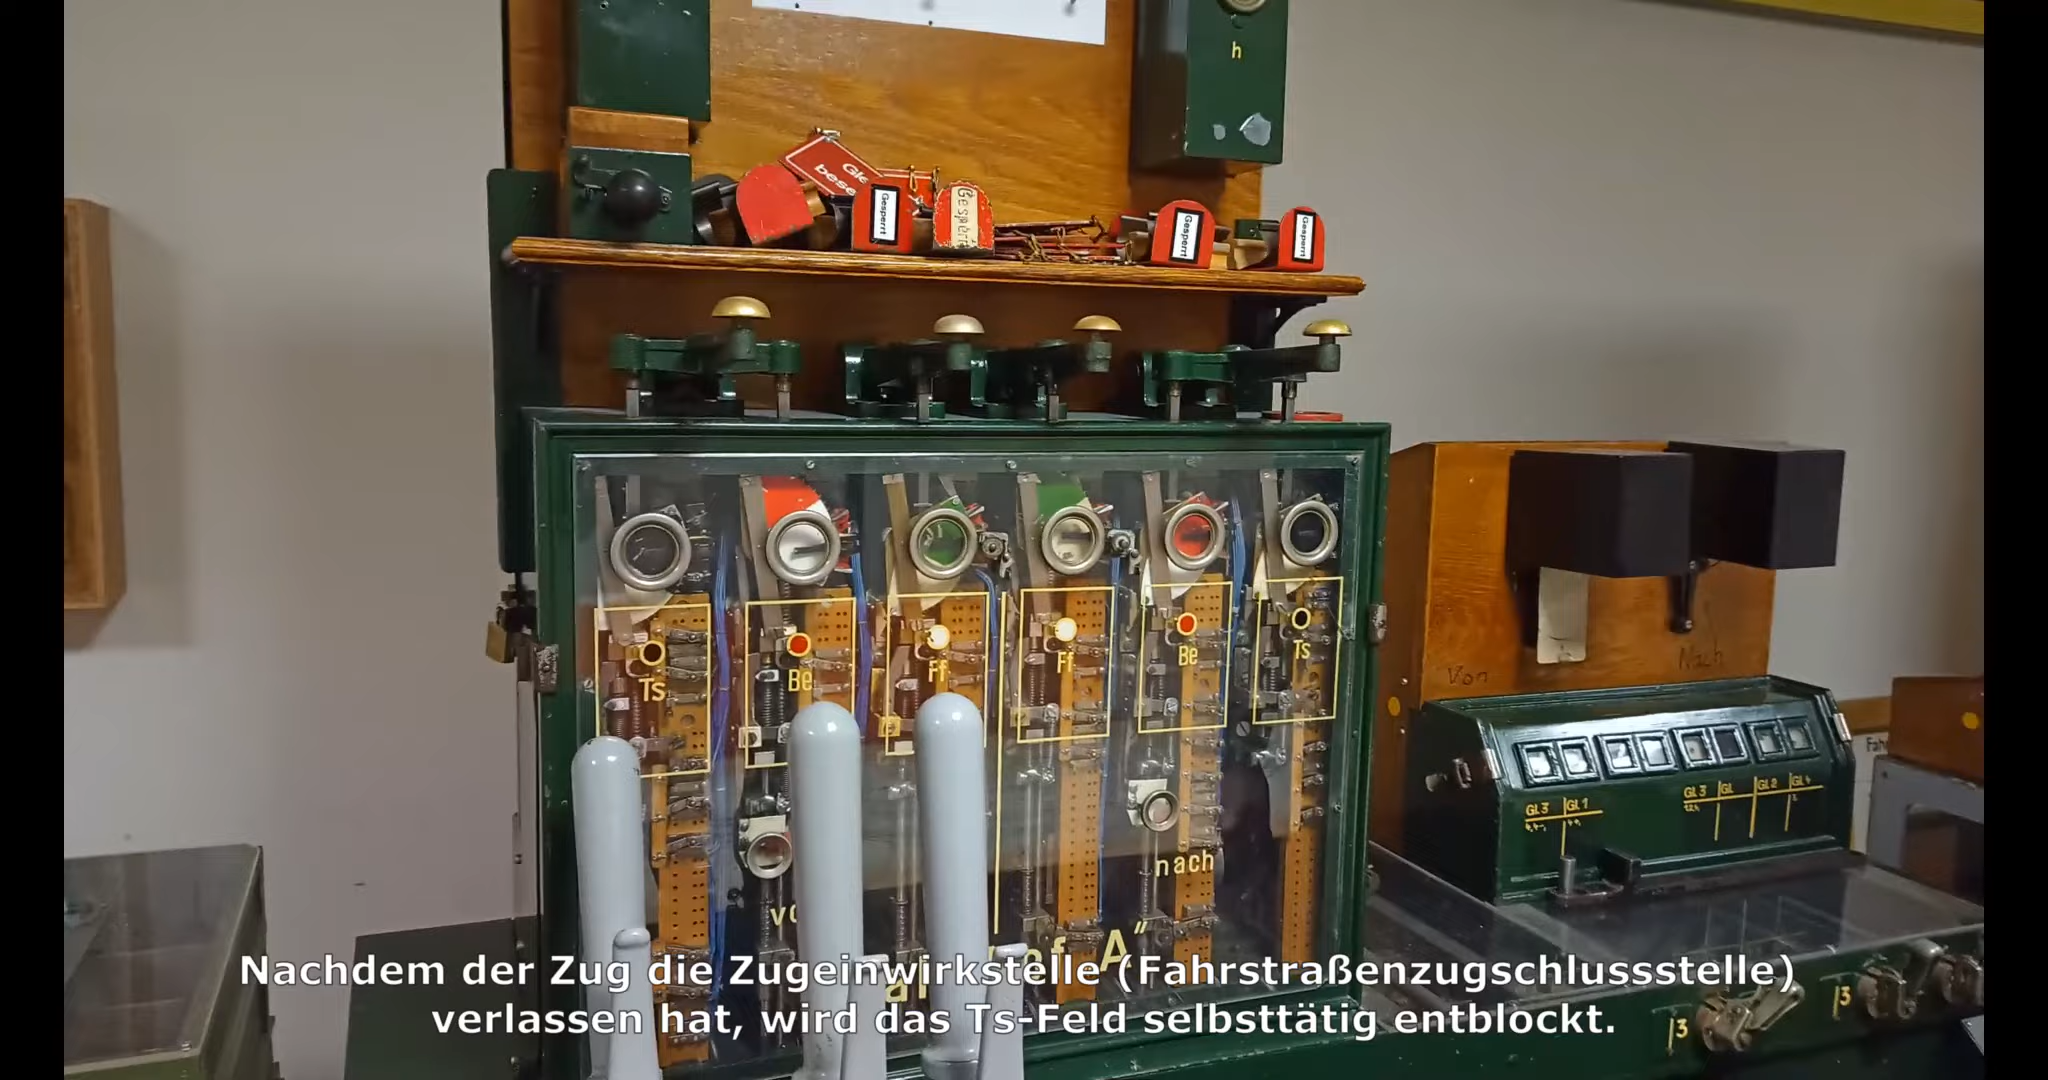 h
Gesperrt
Gesperrt
Gesperrt
Gesperrt
Ts
Be
Ff
Ff
Be
Ts
Von
Nach
Gl.3 Gl.1
Gl.3 Gl. Gl.2 Gl.4
nach
Nachdem der Zug die Zugeinwirkstelle (Fahrstraßenzugschlussstelle)
verlassen hat, wird das Ts-Feld selbsttätig entblockt.
3
3